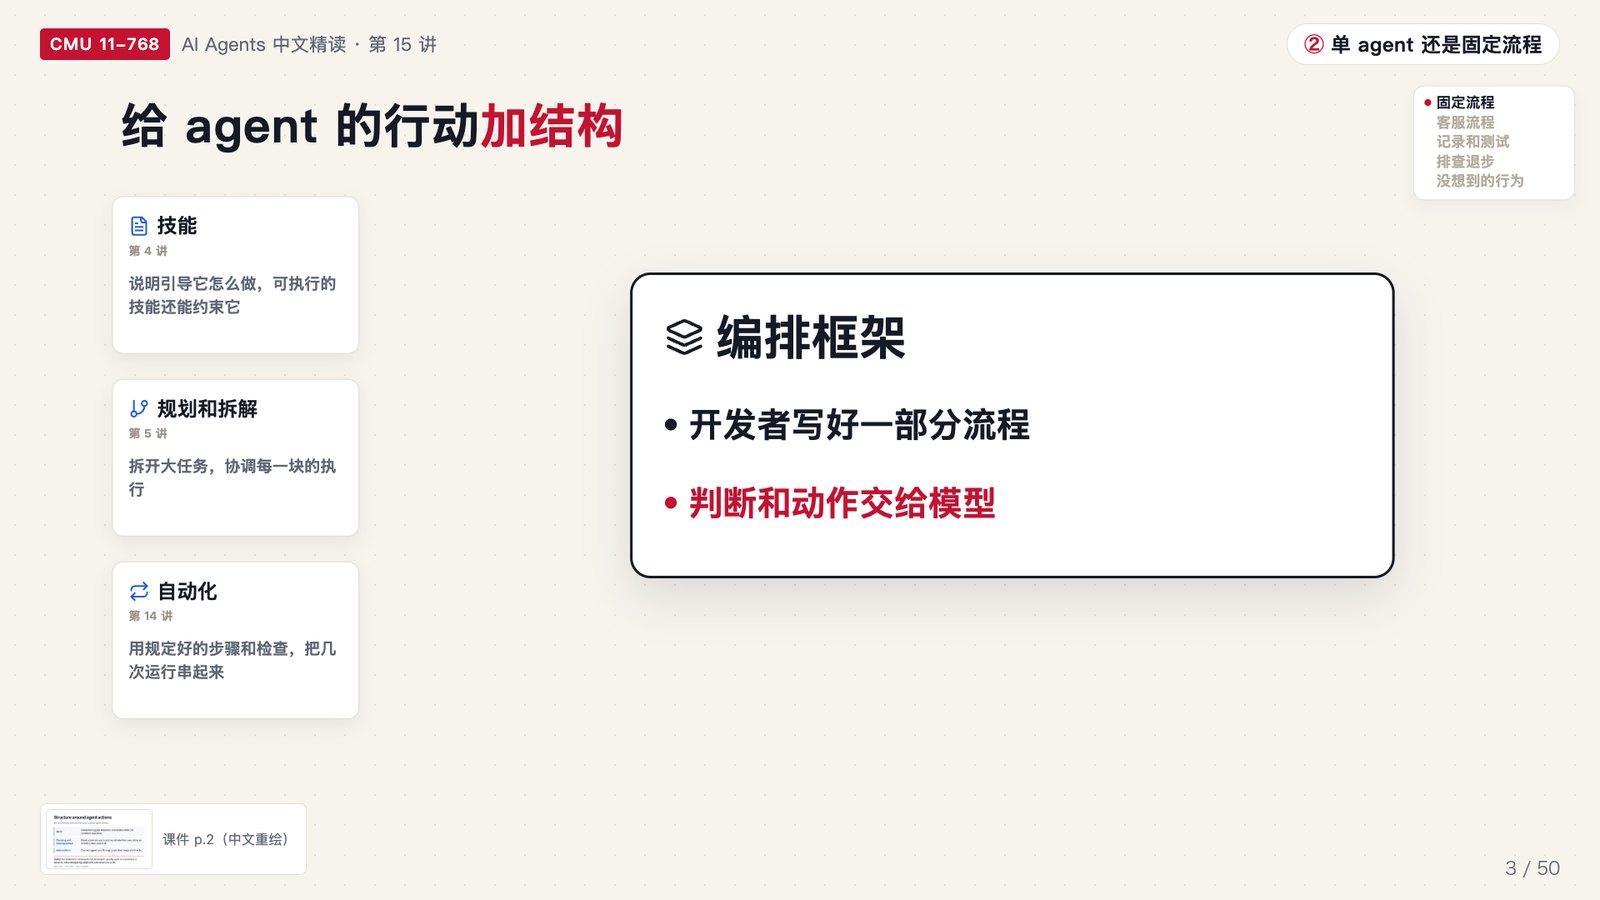 CMU 11-768
AI Agents 中文精读 · 第 15 讲
② 单 agent 还是固定流程
固定流程
客服流程
记录和测试
排查退步
没想到的行为
给 agent 的行动加结构
技能
第 4 讲
说明引导它怎么做，可执行的
技能还能约束它
规划和拆解
第 5 讲
拆开大任务，协调每一块的执
行
自动化
第 14 讲
用规定好的步骤和检查，把几
次运行串起来
编排框架
• 开发者写好一部分流程
• 判断和动作交给模型
Structure around agent actions
课件 p.2（中文重绘）
3 / 50